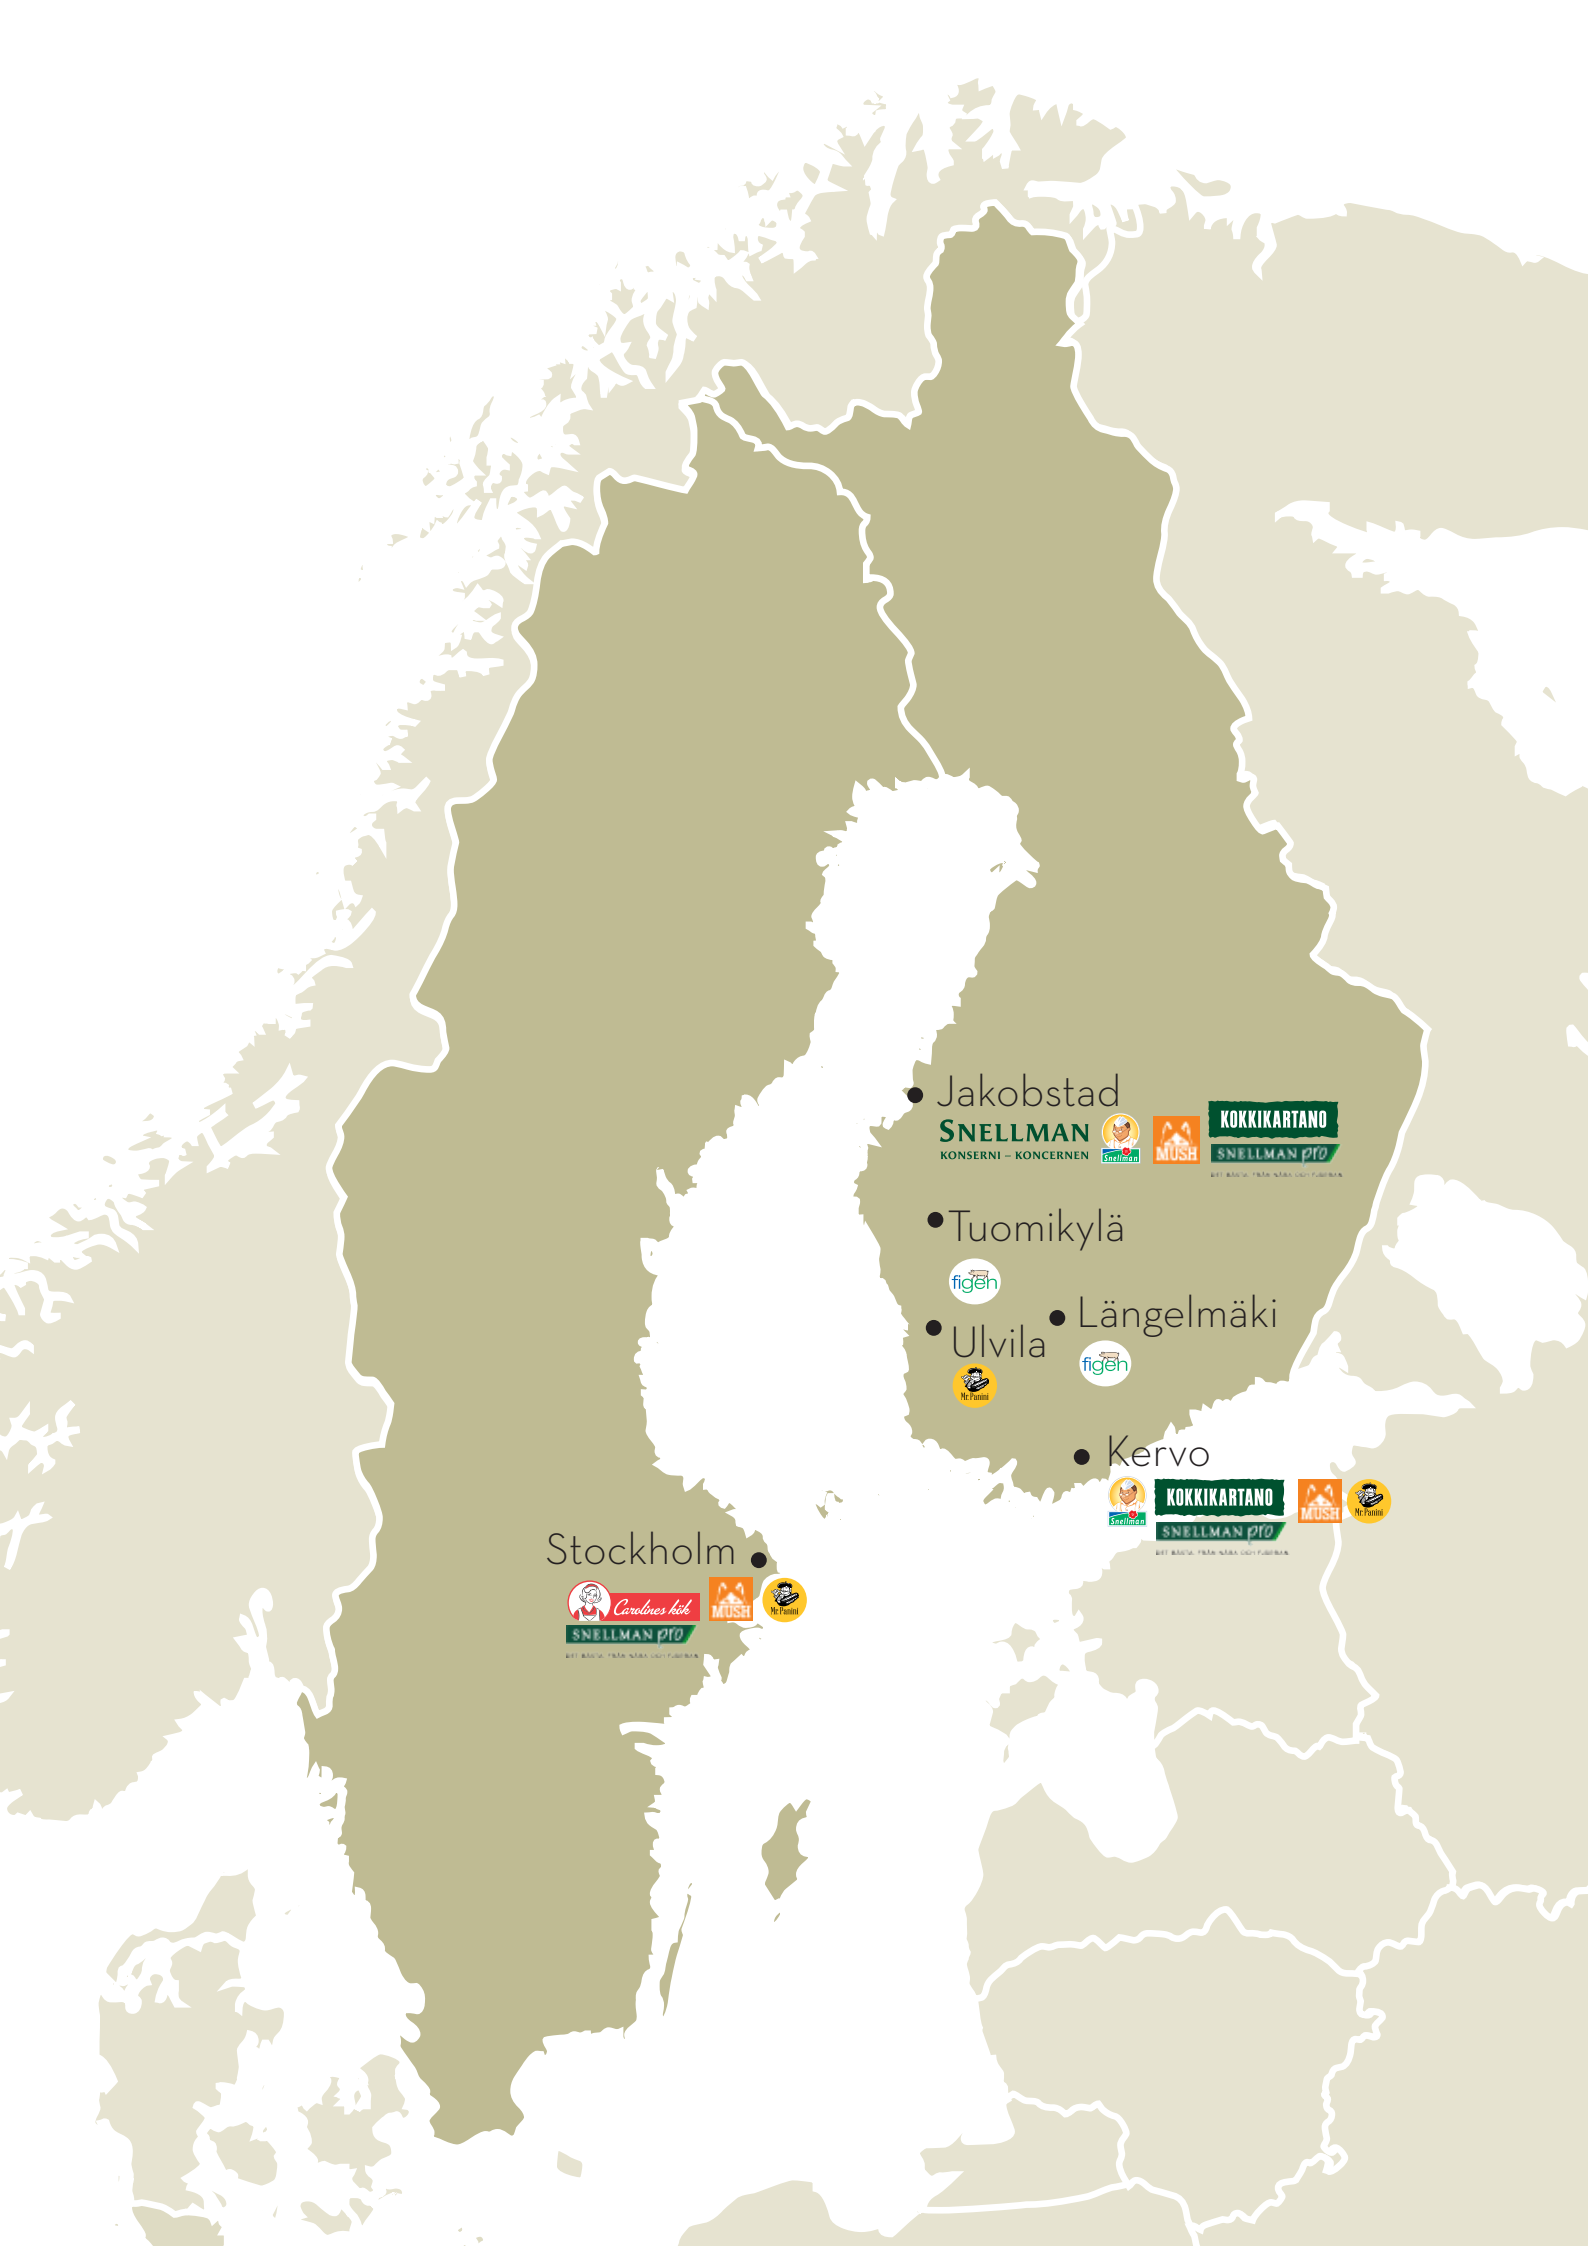 Jakobstad
SNELLMAN
KONSERNI – KONCERNEN
Snellman
MUSH
KOKKIKARTANO
SNELLMAN pro
Tuomikylä
figen
Längelmäki
figen
Ulvila
Mr. Panini
Kervo
Snellman
KOKKIKARTANO
SNELLMAN pro
MUSH
Mr. Panini
Stockholm
Carolines kök
SNELLMAN pro
MUSH
Mr. Panini